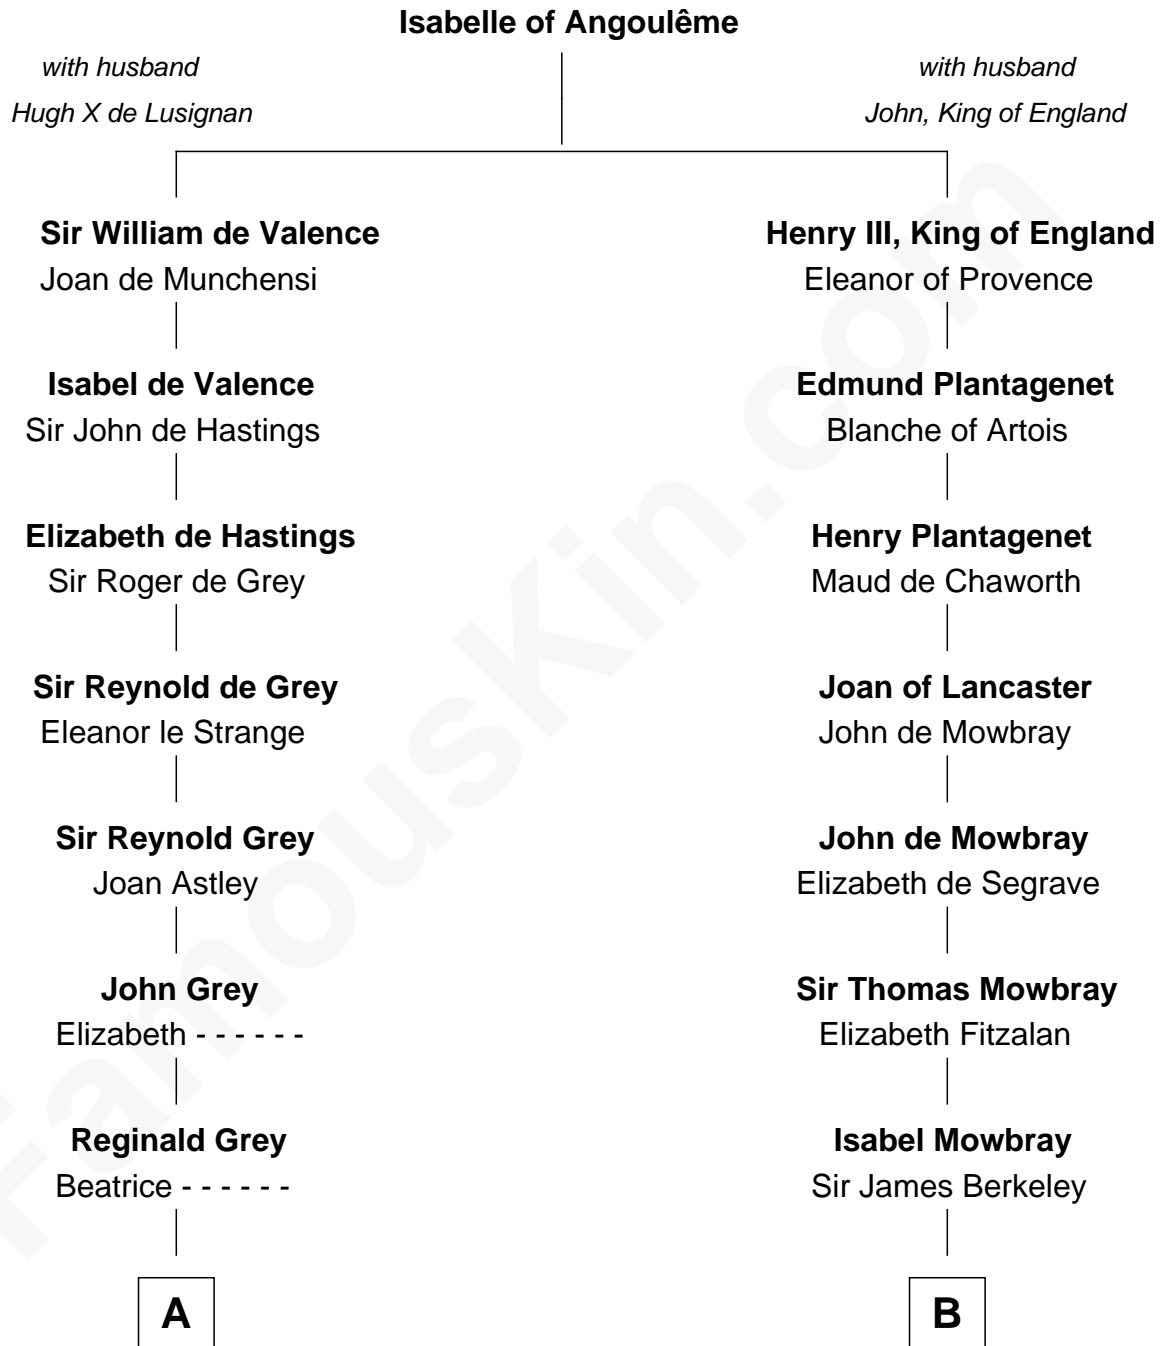 Isabelle of Angoulême
with husband
Hugh X de Lusignan
with husband
John, King of England
Sir William de Valence
Joan de Munchensi
Henry III, King of England
Eleanor of Provence
Isabel de Valence
Sir John de Hastings
Edmund Plantagenet
Blanche of Artois
Elizabeth de Hastings
Sir Roger de Grey
Henry Plantagenet
Maud de Chaworth
Sir Reynold de Grey
Eleanor le Strange
Joan of Lancaster
John de Mowbray
Sir Reynold Grey
Joan Astley
John de Mowbray
Elizabeth de Segrave
John Grey
Elizabeth - - - - - -
Sir Thomas Mowbray
Elizabeth Fitzalan
Reginald Grey
Beatrice - - - - - -
Isabel Mowbray
Sir James Berkeley
A
B
FamousKin.com